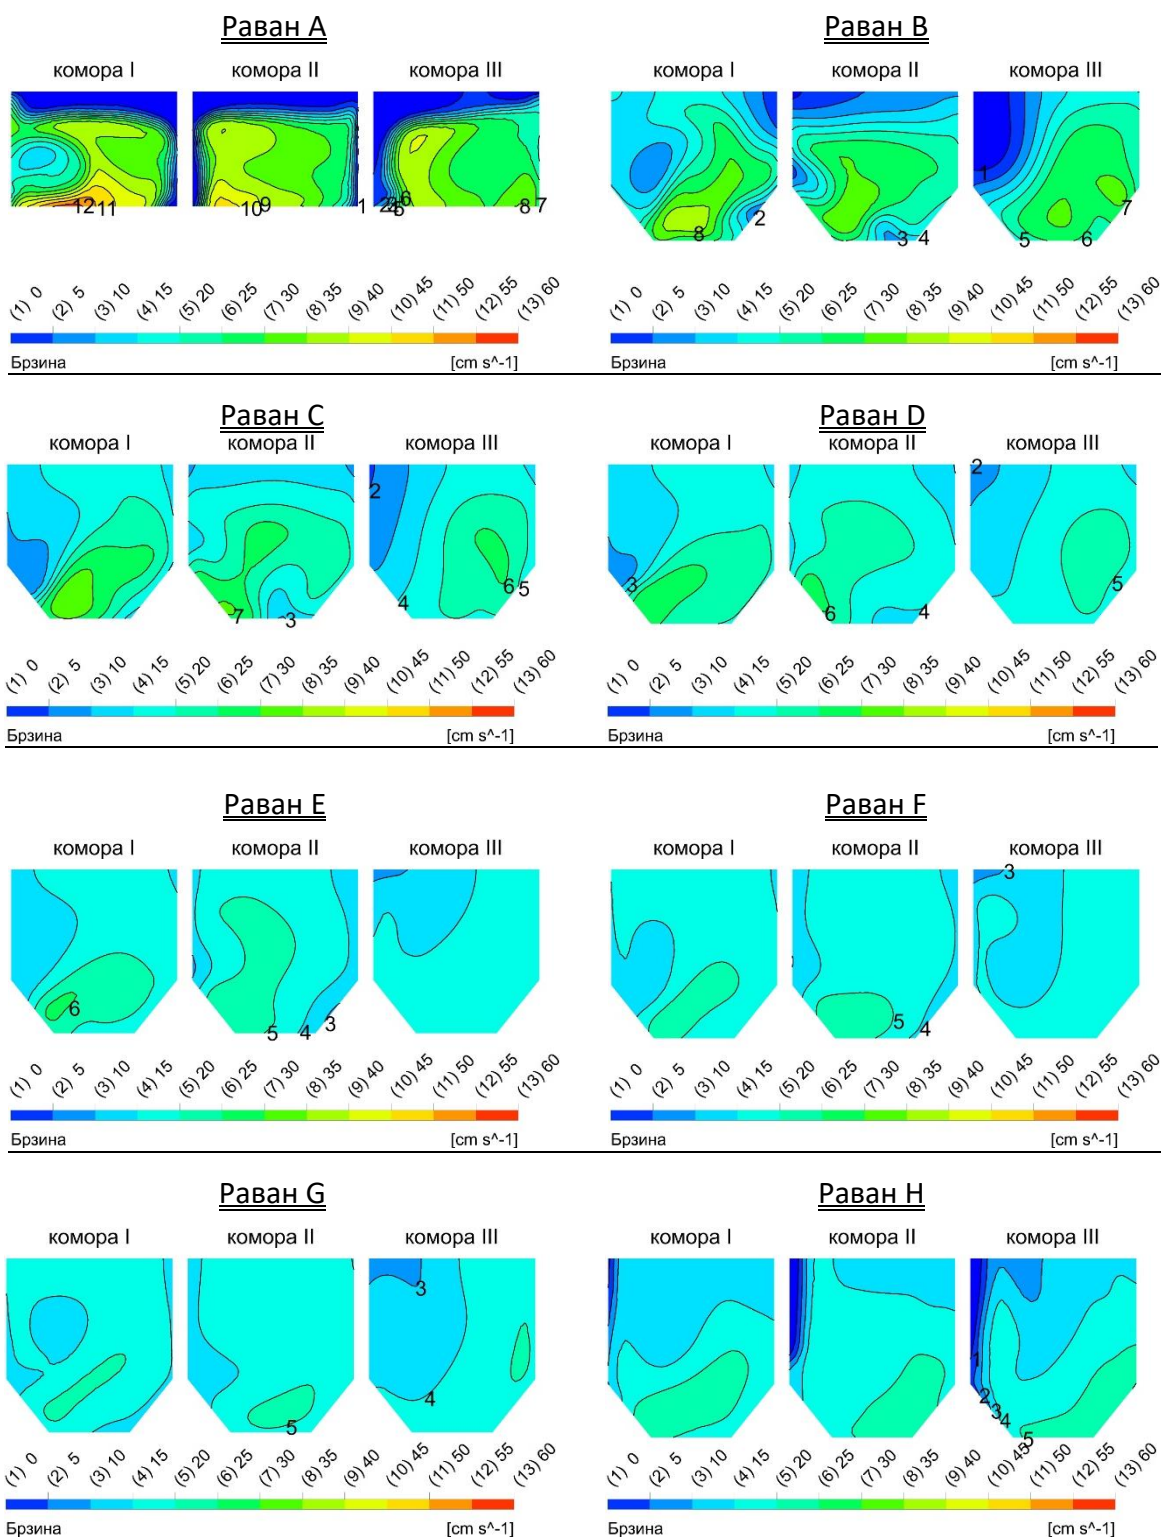 Раван A
комора I комора II комора III
12 11 10 9 1 2 3 4 5 6 8 7
(1) 0 (2) 5 (3) 10 (4) 15 (5) 20 (6) 25 (7) 30 (8) 35 (9) 40 (10) 45 (11) 50 (12) 55 (13) 60
Брзина [cm s^-1]
Раван B
комора I комора II комора III
8 2 3 4 1 5 6 7
(1) 0 (2) 5 (3) 10 (4) 15 (5) 20 (6) 25 (7) 30 (8) 35 (9) 40 (10) 45 (11) 50 (12) 55 (13) 60
Брзина [cm s^-1]
Раван C
комора I комора II комора III
7 3 2 4 6 5
(1) 0 (2) 5 (3) 10 (4) 15 (5) 20 (6) 25 (7) 30 (8) 35 (9) 40 (10) 45 (11) 50 (12) 55 (13) 60
Брзина [cm s^-1]
Раван D
комора I комора II комора III
3 6 4 2 5
(1) 0 (2) 5 (3) 10 (4) 15 (5) 20 (6) 25 (7) 30 (8) 35 (9) 40 (10) 45 (11) 50 (12) 55 (13) 60
Брзина [cm s^-1]
Раван E
комора I комора II комора III
6 5 4 3
(1) 0 (2) 5 (3) 10 (4) 15 (5) 20 (6) 25 (7) 30 (8) 35 (9) 40 (10) 45 (11) 50 (12) 55 (13) 60
Брзина [cm s^-1]
Раван F
комора I комора II комора III
5 4 3
(1) 0 (2) 5 (3) 10 (4) 15 (5) 20 (6) 25 (7) 30 (8) 35 (9) 40 (10) 45 (11) 50 (12) 55 (13) 60
Брзина [cm s^-1]
Раван G
комора I комора II комора III
5 3 4
(1) 0 (2) 5 (3) 10 (4) 15 (5) 20 (6) 25 (7) 30 (8) 35 (9) 40 (10) 45 (11) 50 (12) 55 (13) 60
Брзина [cm s^-1]
Раван H
комора I комора II комора III
1 2 3 4 5
(1) 0 (2) 5 (3) 10 (4) 15 (5) 20 (6) 25 (7) 30 (8) 35 (9) 40 (10) 45 (11) 50 (12) 55 (13) 60
Брзина [cm s^-1]